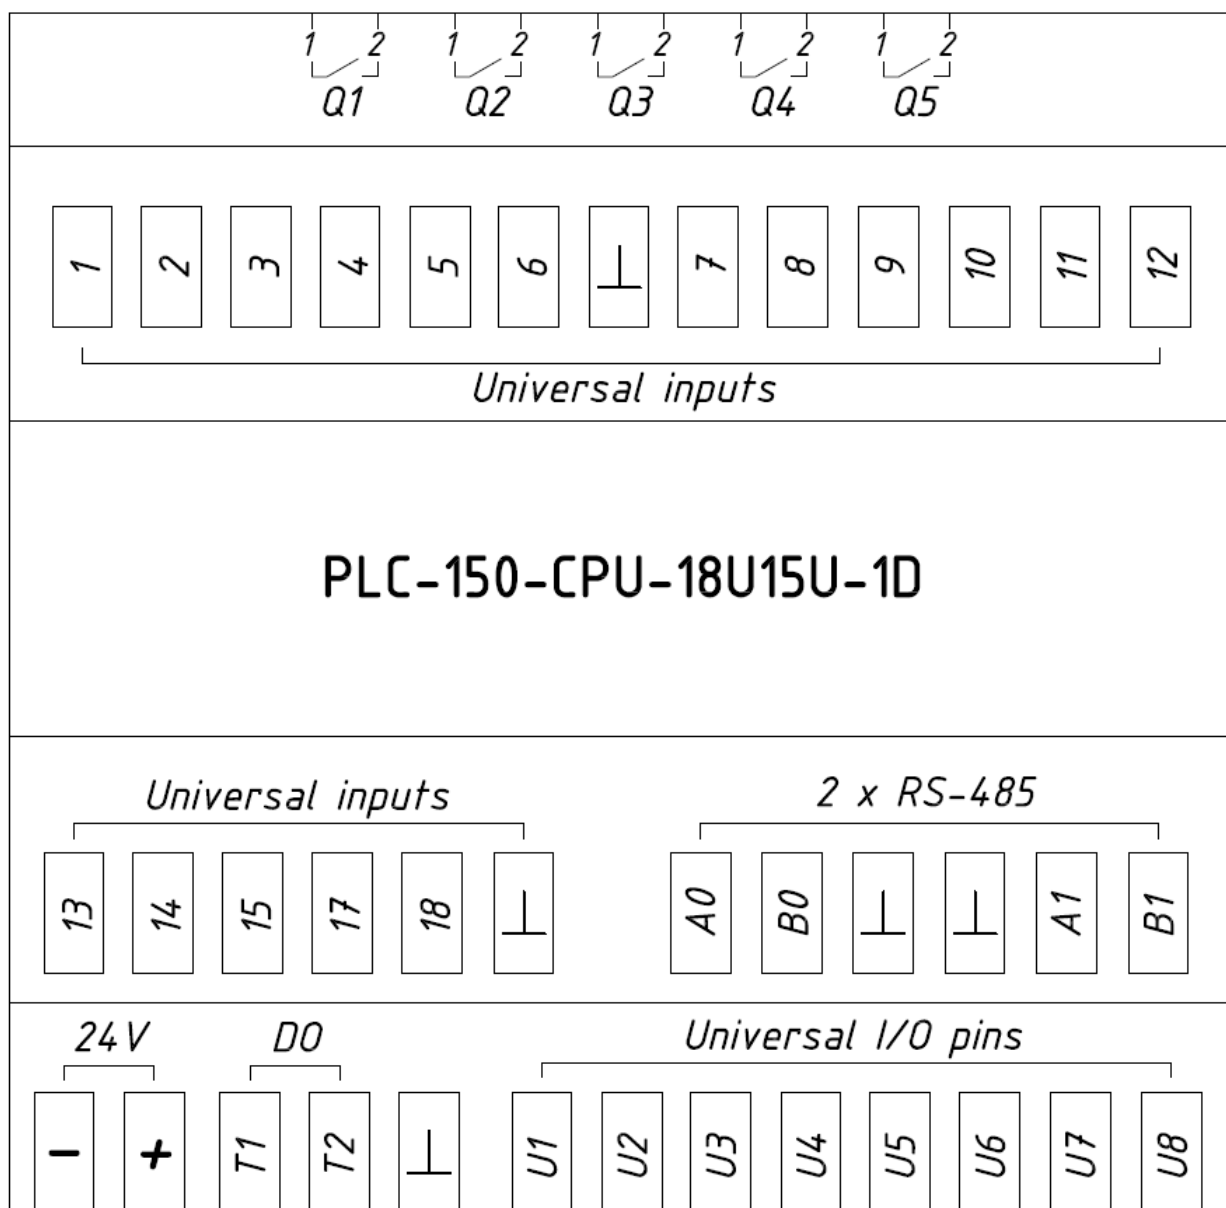 1 2 1 2 1 2 1 2 1 2
Q1 Q2 Q3 Q4 Q5
1 2 3 4 5 6 7 8 9 10 11 12
Universal inputs
PLC-150-CPU-18U15U-1D
Universal inputs 2 x RS-485
13 14 15 17 18 A0 B0 A1 B1
24V DO Universal I/O pins
- + T1 T2 U1 U2 U3 U4 U5 U6 U7 U8